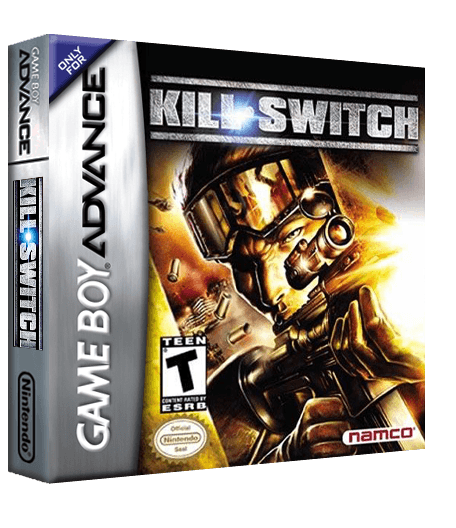 GAME BOY
ADVANCE
KILL.SWITCH
Nintendo®
ONLY
FOR
GAME BOY ADVANCE
KILL.SWITCH
TEEN
T
CONTENT RATED BY
ESRB
Official
Nintendo
Seal
namco®